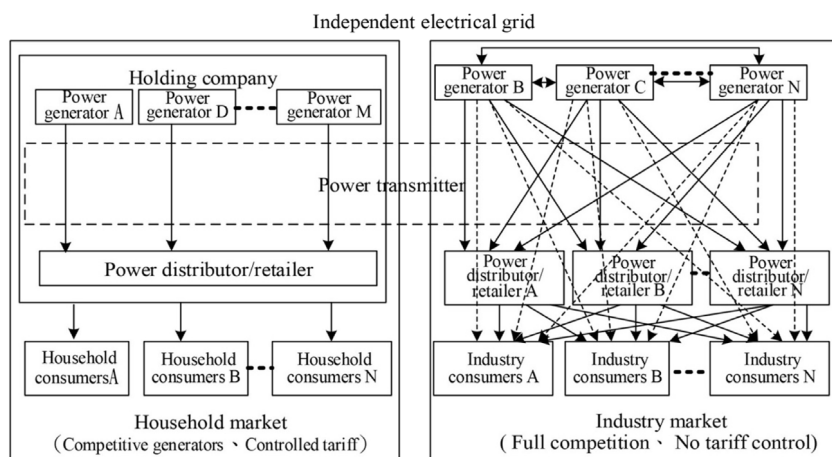 Independent electrical grid
Holding company
Power
generator A
Power
generator D
Power
generator M
Power distributor/retailer
Household
consumersA
Household
consumers B
Household
consumers N
Household market
(Competitive generators 、Controlled tariff)
Power transmitter
Power
generator B
Power
generator C
Power
generator N
Power
distributor/
retailer A
Power
distributor/
retailer B
Power
distributor/
retailer N
Industry
consumers A
Industry
consumers B
Industry
consumers N
Industry market
( Full competition 、 No tariff control)